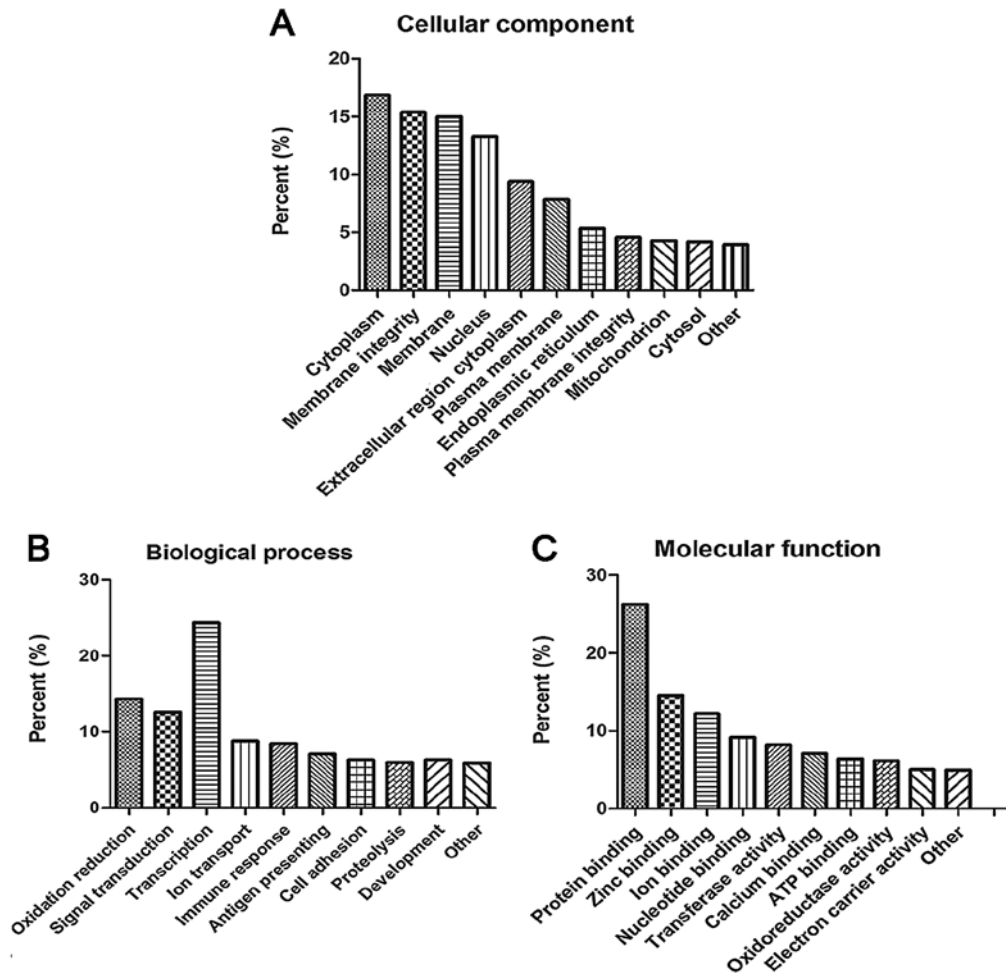 A
Cellular component
Percent (%)
20
15
10
5
0
Cytoplasm
Membrane integrity
Membrane
Nucleus
Extracellular region cytoplasm
Plasma membrane
Endoplasmic reticulum
Plasma membrane integrity
Mitochondrion
Cytosol
Other
B
Biological process
Percent (%)
30
20
10
0
Oxidation reduction
Signal transduction
Transcription
Ion transport
Immune response
Antigen presenting
Cell adhesion
Proteolysis
Development
Other
C
Molecular function
Percent (%)
30
20
10
0
Protein binding
Zinc binding
Ion binding
Nucleotide binding
Transferase activity
Calcium binding
ATP binding
Oxidoreductase activity
Electron carrier activity
Other